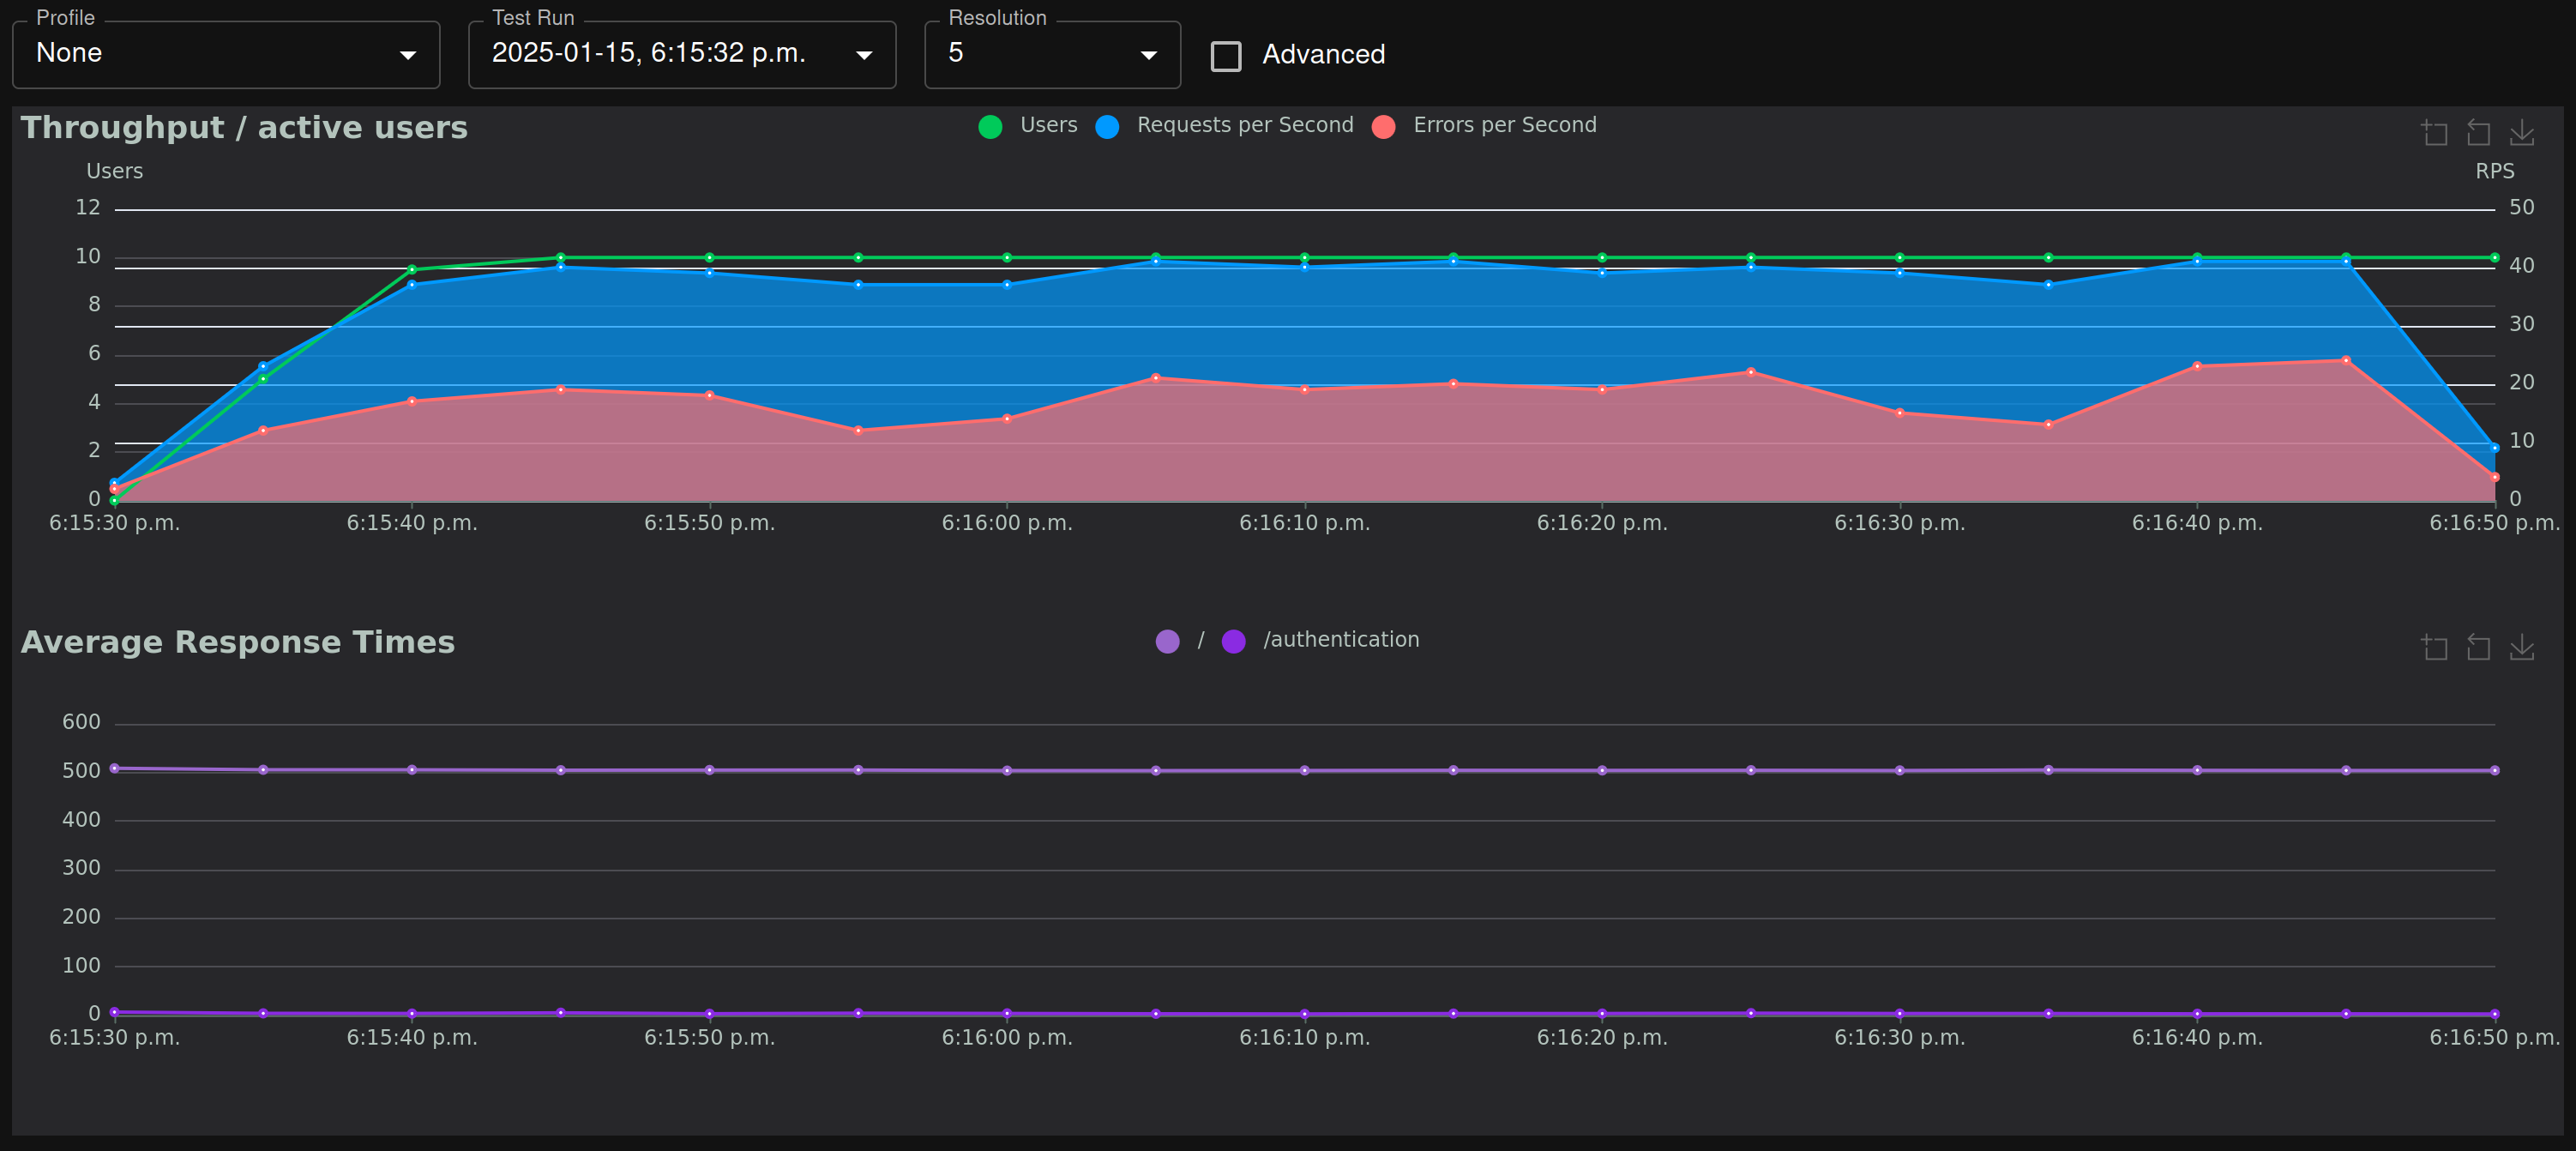 Profile Test Run Resolution
None 2025-01-15, 6:15:32 p.m. 5 Advanced
Throughput / active users Users Requests per Second Errors per Second
Users RPS
12 50
10 40
8 30
6 20
4 10
2 0
0
6:15:30 p.m. 6:15:40 p.m. 6:15:50 p.m. 6:16:00 p.m. 6:16:10 p.m. 6:16:20 p.m. 6:16:30 p.m. 6:16:40 p.m. 6:16:50 p.m.
Average Response Times / /authentication
600
500
400
300
200
100
0
6:15:30 p.m. 6:15:40 p.m. 6:15:50 p.m. 6:16:00 p.m. 6:16:10 p.m. 6:16:20 p.m. 6:16:30 p.m. 6:16:40 p.m. 6:16:50 p.m.